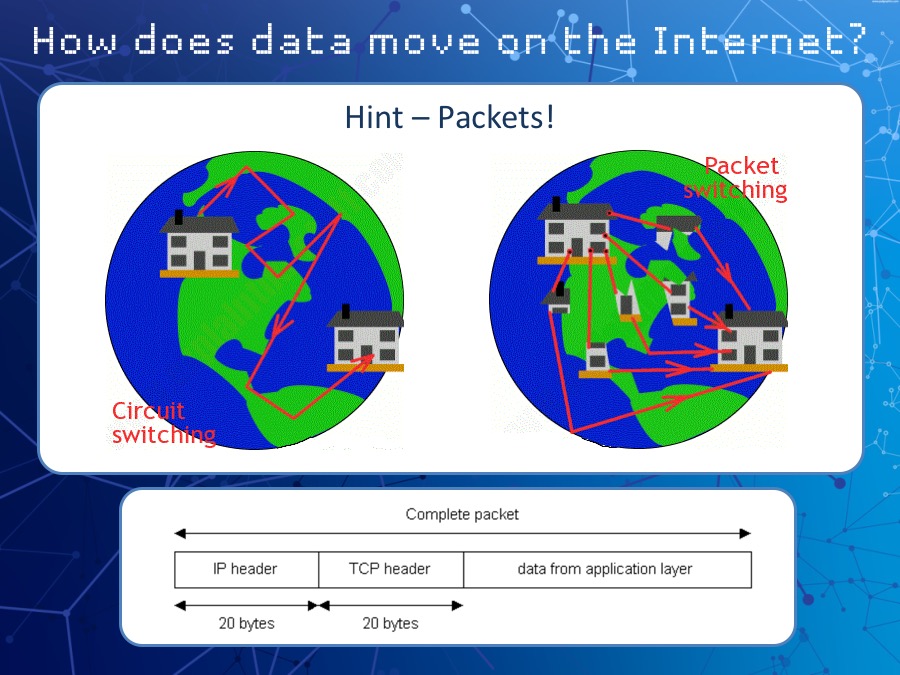 How does data move on the Internet?
Hint – Packets!
Packet
switching
Circuit
switching
Complete packet
IP header
TCP header
data from application layer
20 bytes
20 bytes